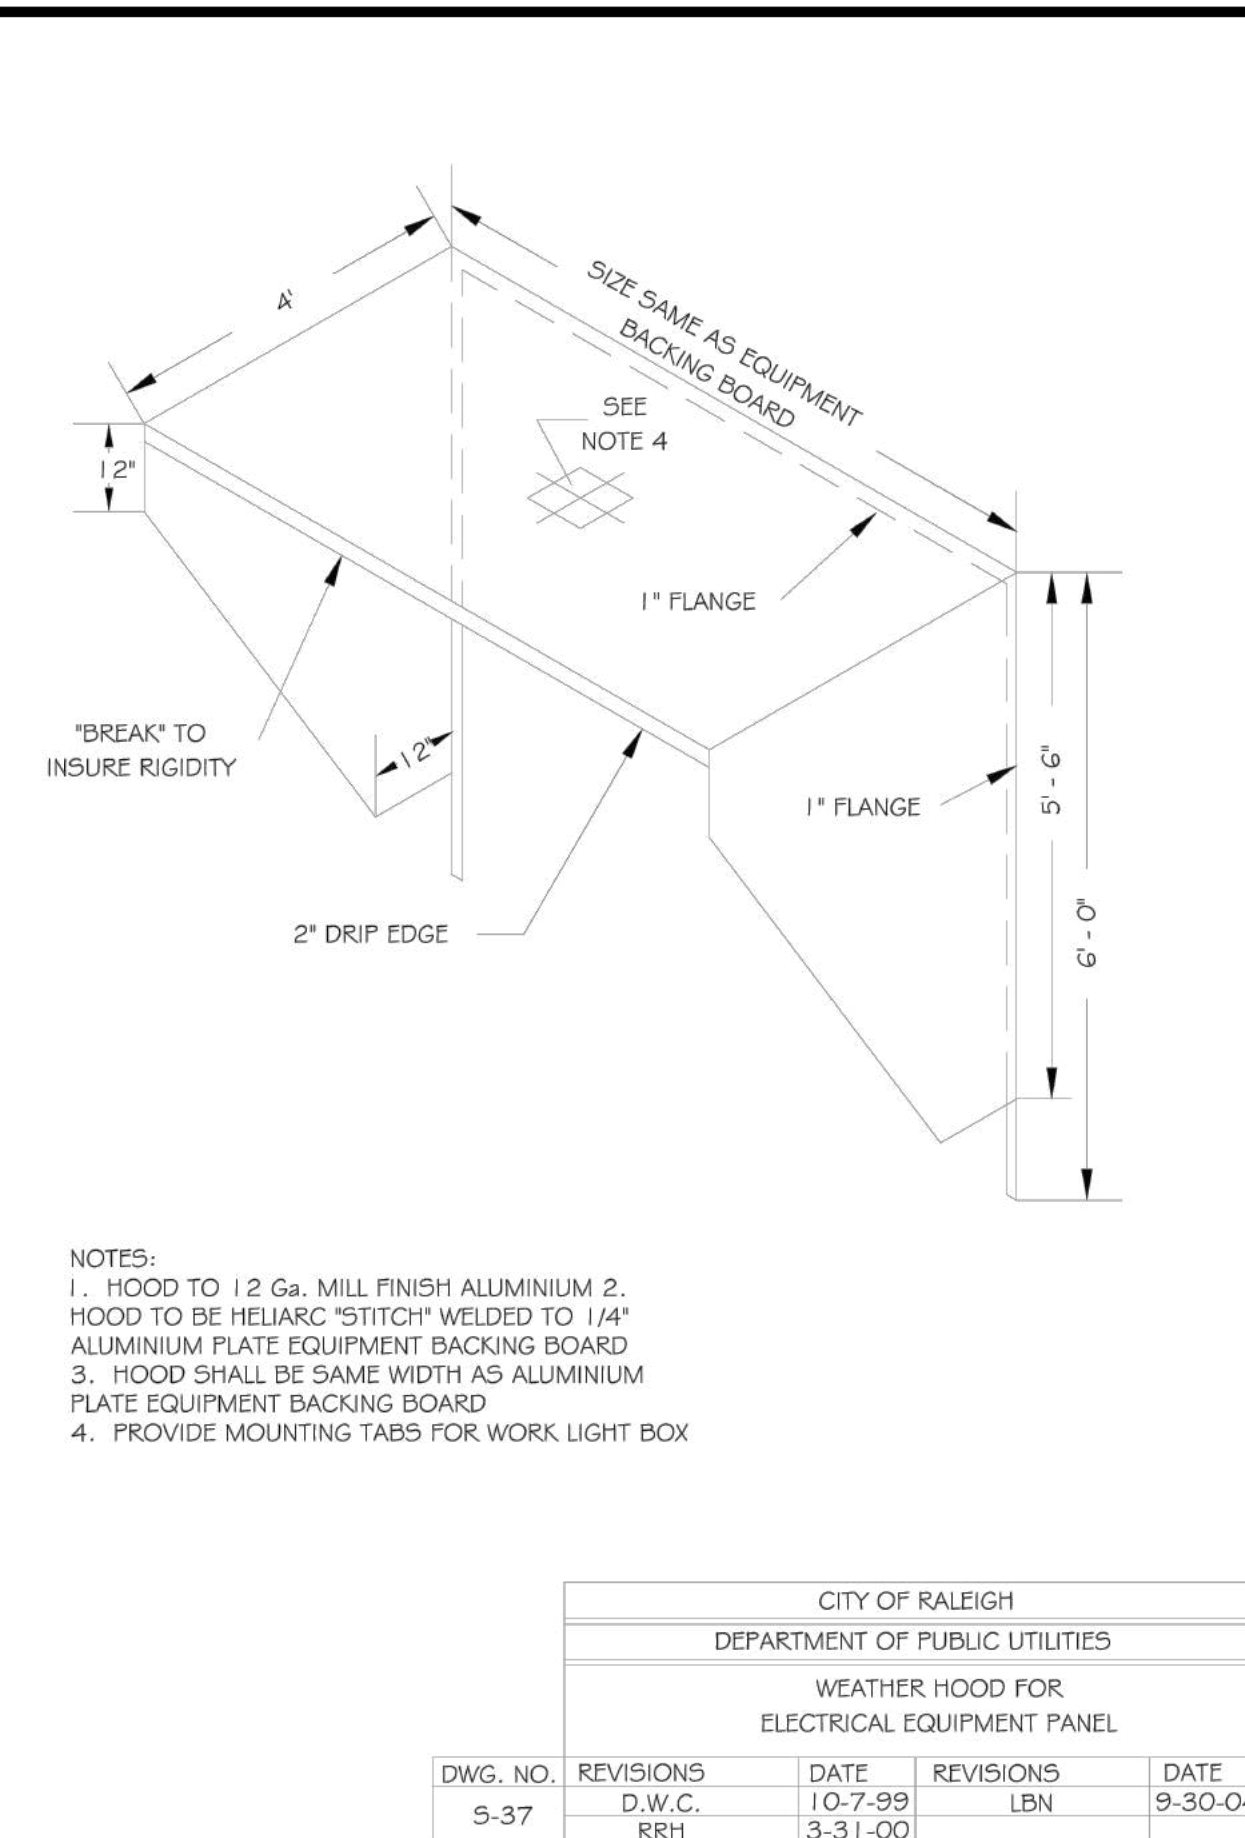 4'
SIZE SAME AS EQUIPMENT
BACKING BOARD
SEE
NOTE 4
12"
1" FLANGE
"BREAK" TO
INSURE RIGIDITY
12"
1" FLANGE
5' - 6"
6' - 0"
2" DRIP EDGE
NOTES:
1. HOOD TO 12 Ga. MILL FINISH ALUMINIUM 2.
HOOD TO BE HELIARC "STITCH" WELDED TO 1/4"
ALUMINIUM PLATE EQUIPMENT BACKING BOARD
3. HOOD SHALL BE SAME WIDTH AS ALUMINIUM
PLATE EQUIPMENT BACKING BOARD
4. PROVIDE MOUNTING TABS FOR WORK LIGHT BOX
CITY OF RALEIGH
DEPARTMENT OF PUBLIC UTILITIES
WEATHER HOOD FOR
ELECTRICAL EQUIPMENT PANEL
DWG. NO. REVISIONS DATE REVISIONS DATE
S-37 D.W.C. 10-7-99 LBN 9-30-04
RRH 3-31-00